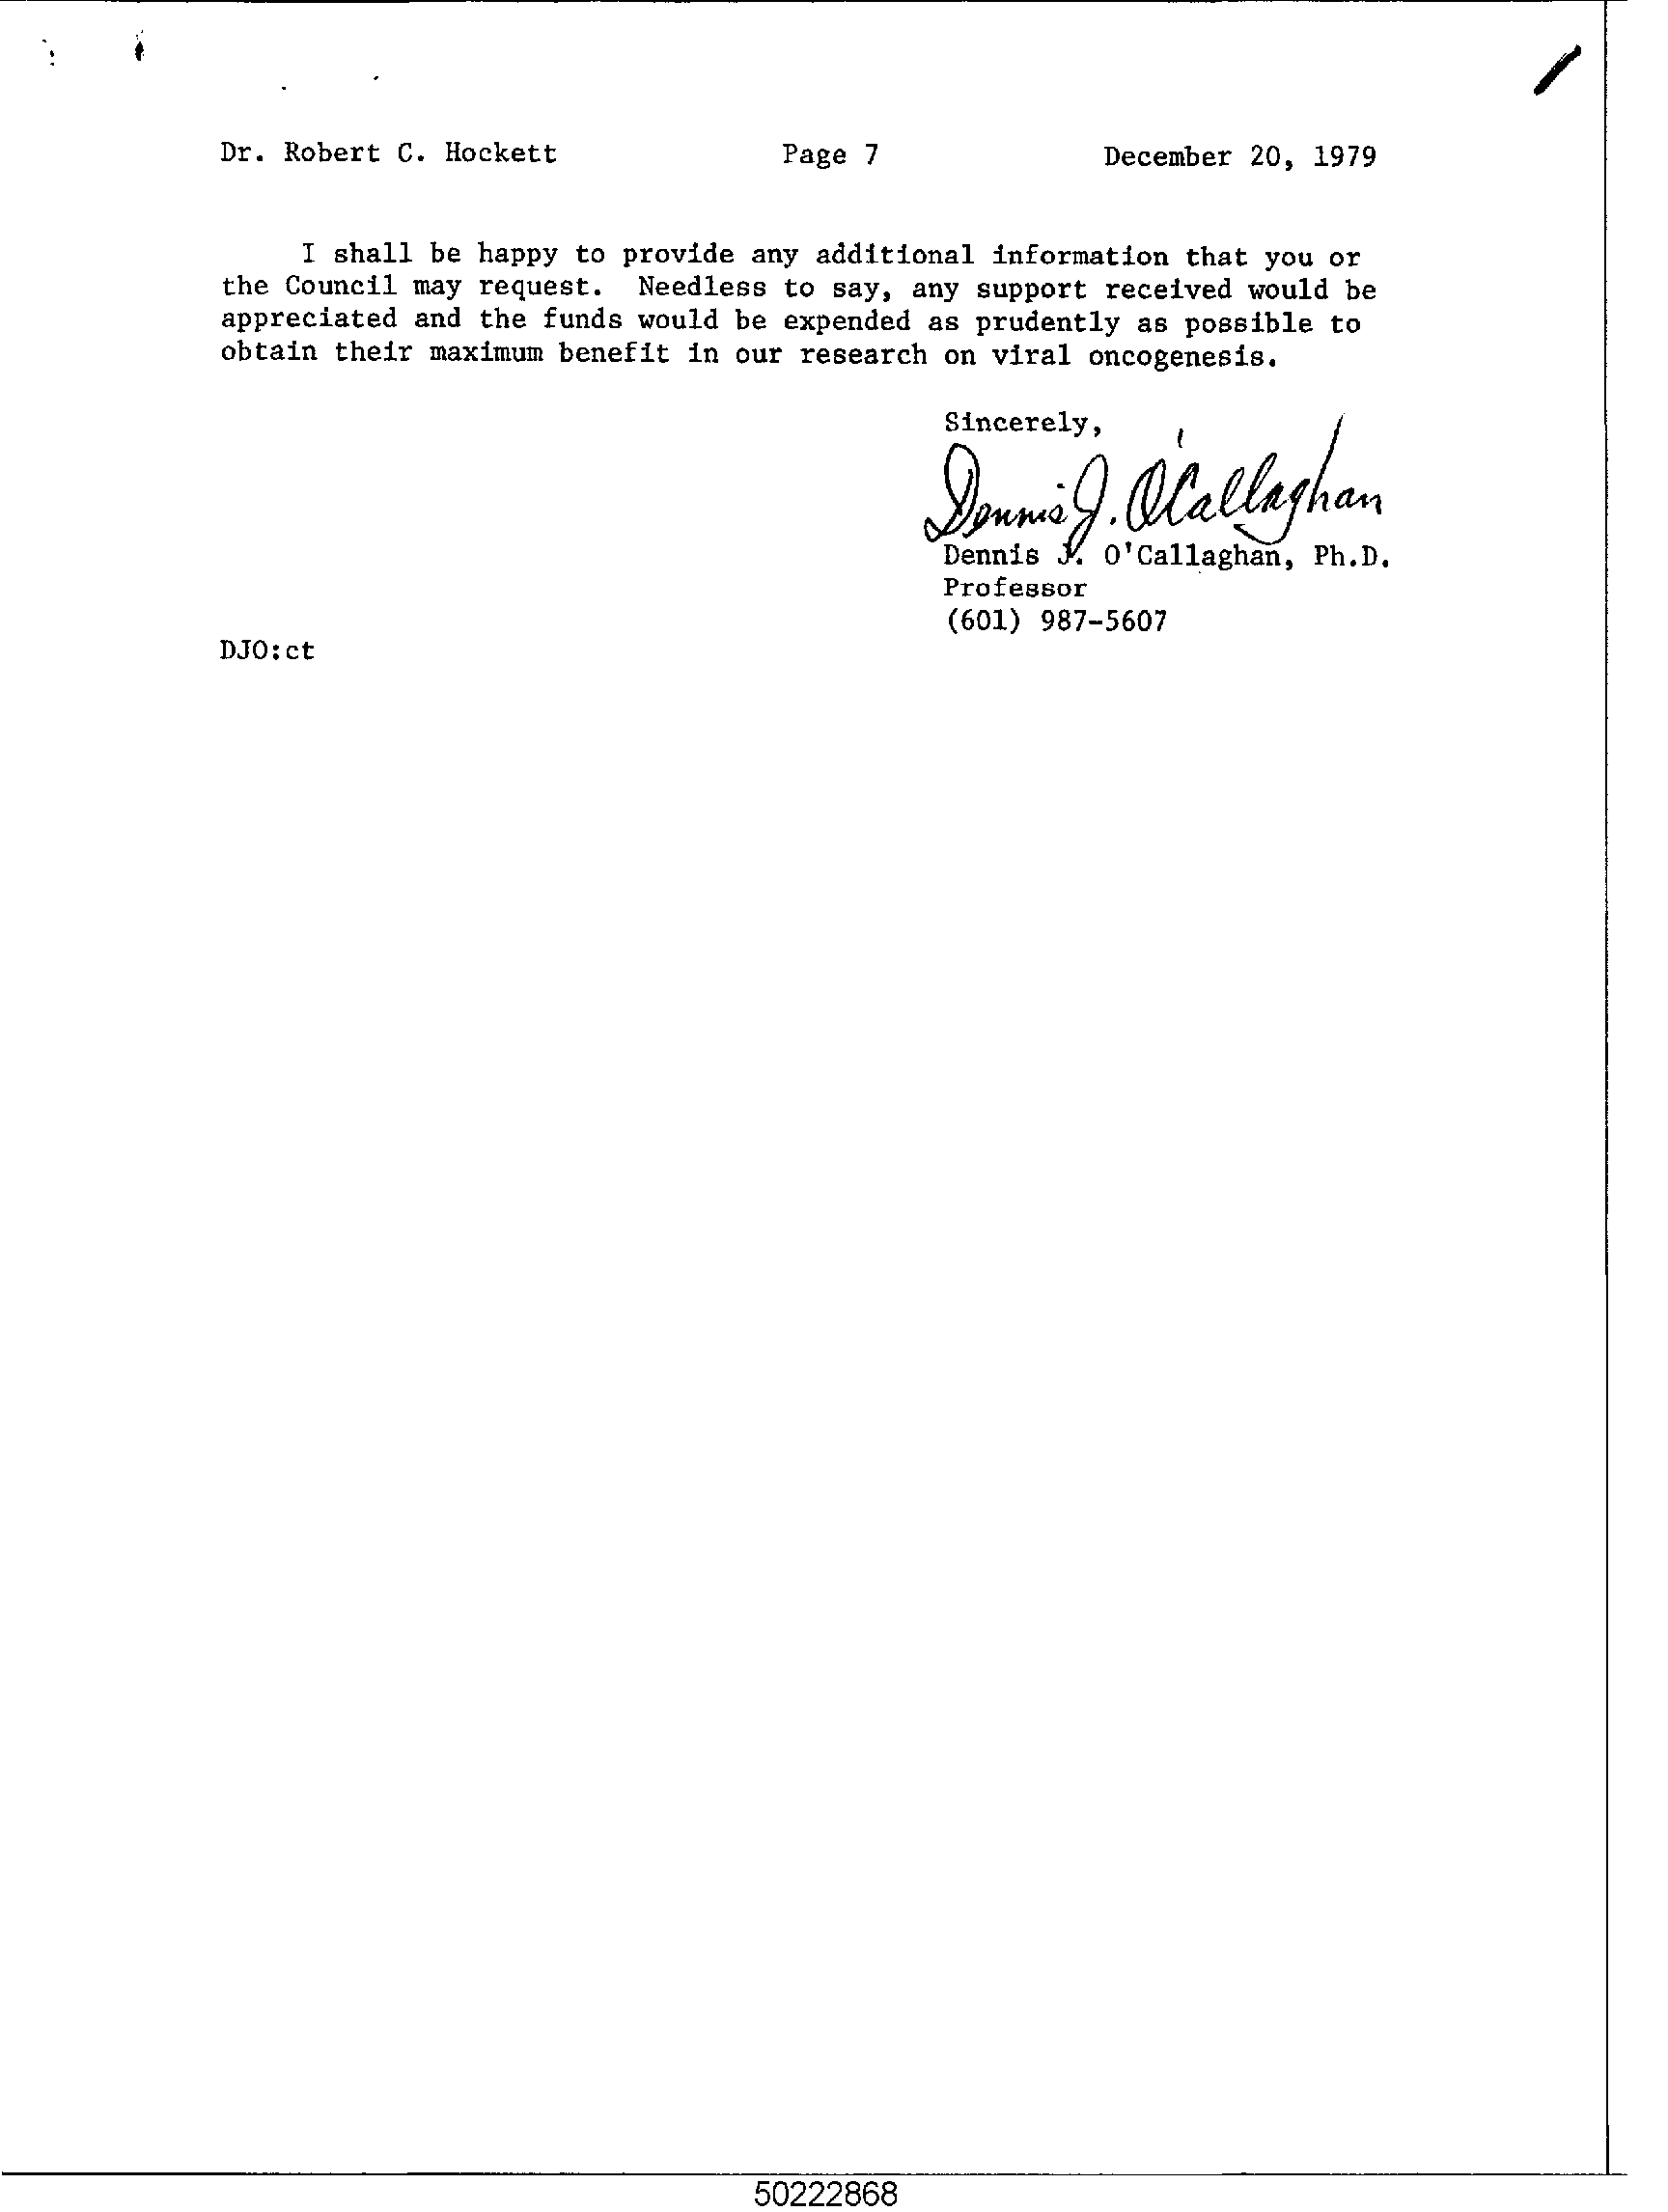 Dr. Robert C. Hockett Page 7 December 20, 1979
I shall be happy to provide any additional information that you or
the Council may request. Needless to say, any support received would be
appreciated and the funds would be expended as prudently as possible to
obtain their maximum benefit in our research on viral oncogenesis.
Sincerely,
Dennis J. O'Callaghan
Dennis J. O'Callaghan, Ph.D.
Professor
(601) 987-5607
DJO:ct
50222868